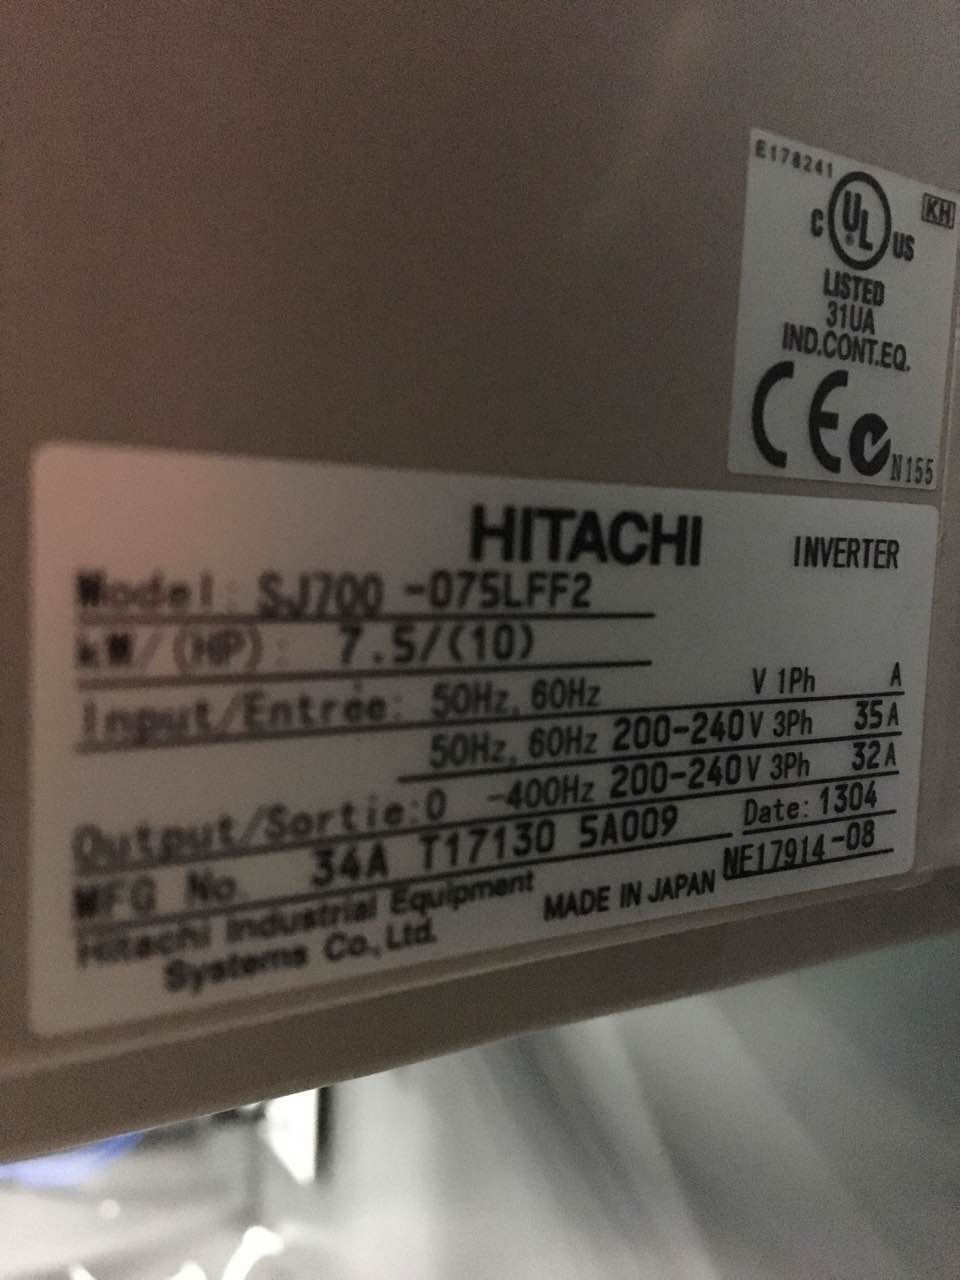 E178241
KH
C UL US
LISTED
31UA
IND.CONT.EQ.
CE N155
HITACHI INVERTER
Model: SJ700 -075LFF2
kW/(HP): 7.5/(10)
Input/Entrée: 50Hz, 60Hz V 1Ph A
50Hz, 60Hz 200-240V 3Ph 35A
Output/Sortie:0 -400Hz 200-240V 3Ph 32A
MFG No. 34A T17130 5A009 Date: 1304
Hitachi Industrial Equipment
Systems Co., Ltd. MADE IN JAPAN NE17914-08